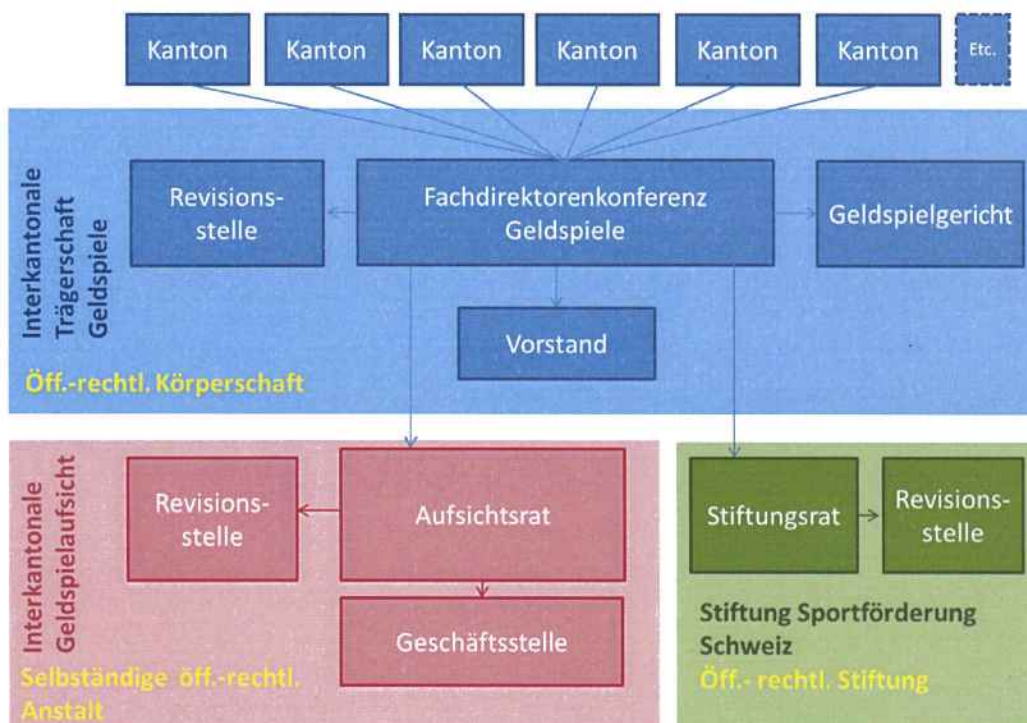 Kanton
Kanton
Kanton
Kanton
Kanton
Kanton
Etc.
Interkantonale
Trägerschaft
Geldspiele
Revisions-
stelle
Fachdirektorenkonferenz
Geldspiele
Geldspielgericht
Vorstand
Öff.-rechtl. Körperschaft
Interkantonale
Geldspielaufsicht
Revisions-
stelle
Aufsichtsrat
Geschäftsstelle
Selbständige öff.-rechtl.
Anstalt
Stiftungsrat
Revisions-
stelle
Stiftung Sportförderung
Schweiz
Öff.- rechtl. Stiftung